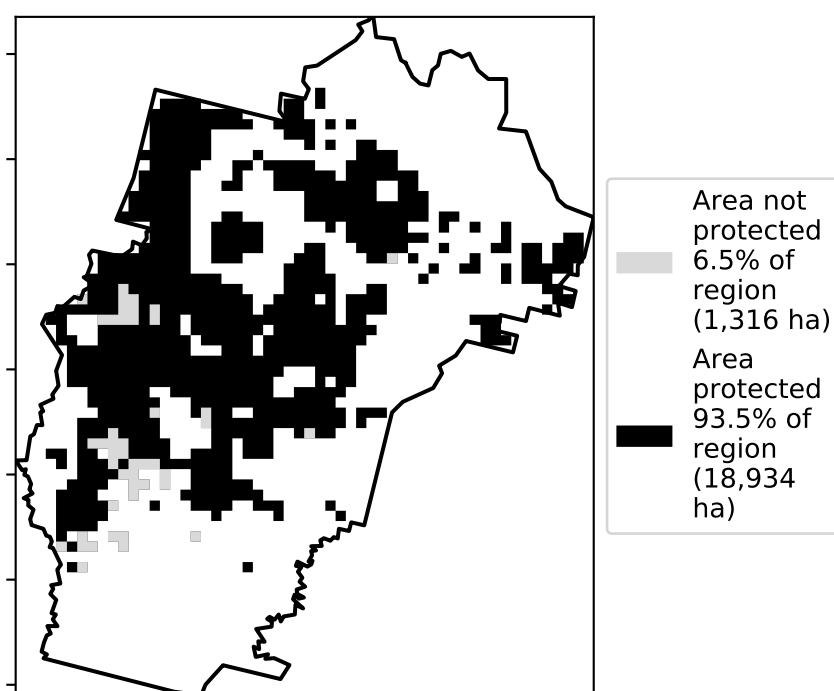 Area not
protected
6.5% of
region
(1,316 ha)
Area
protected
93.5% of
region
(18,934
ha)